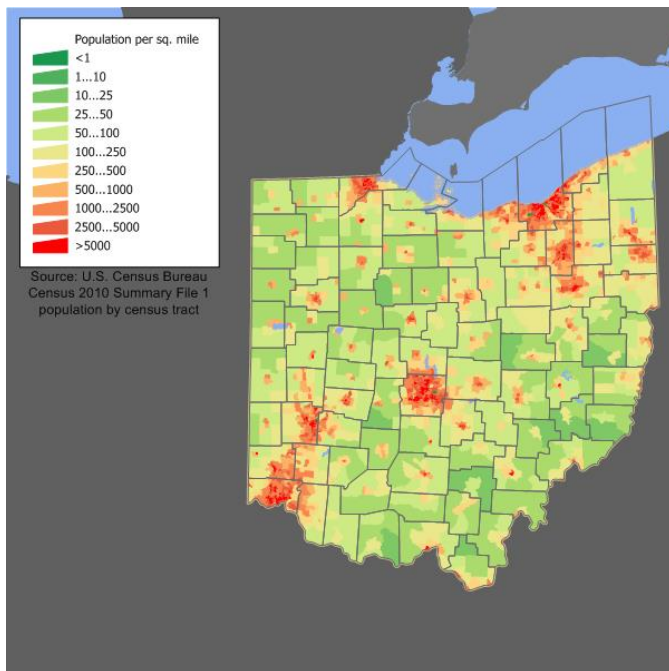 Population per sq. mile
<1
1...10
10...25
25...50
50...100
100...250
250...500
500...1000
1000...2500
2500...5000
>5000
Source: U.S. Census Bureau
Census 2010 Summary File 1
population by census tract